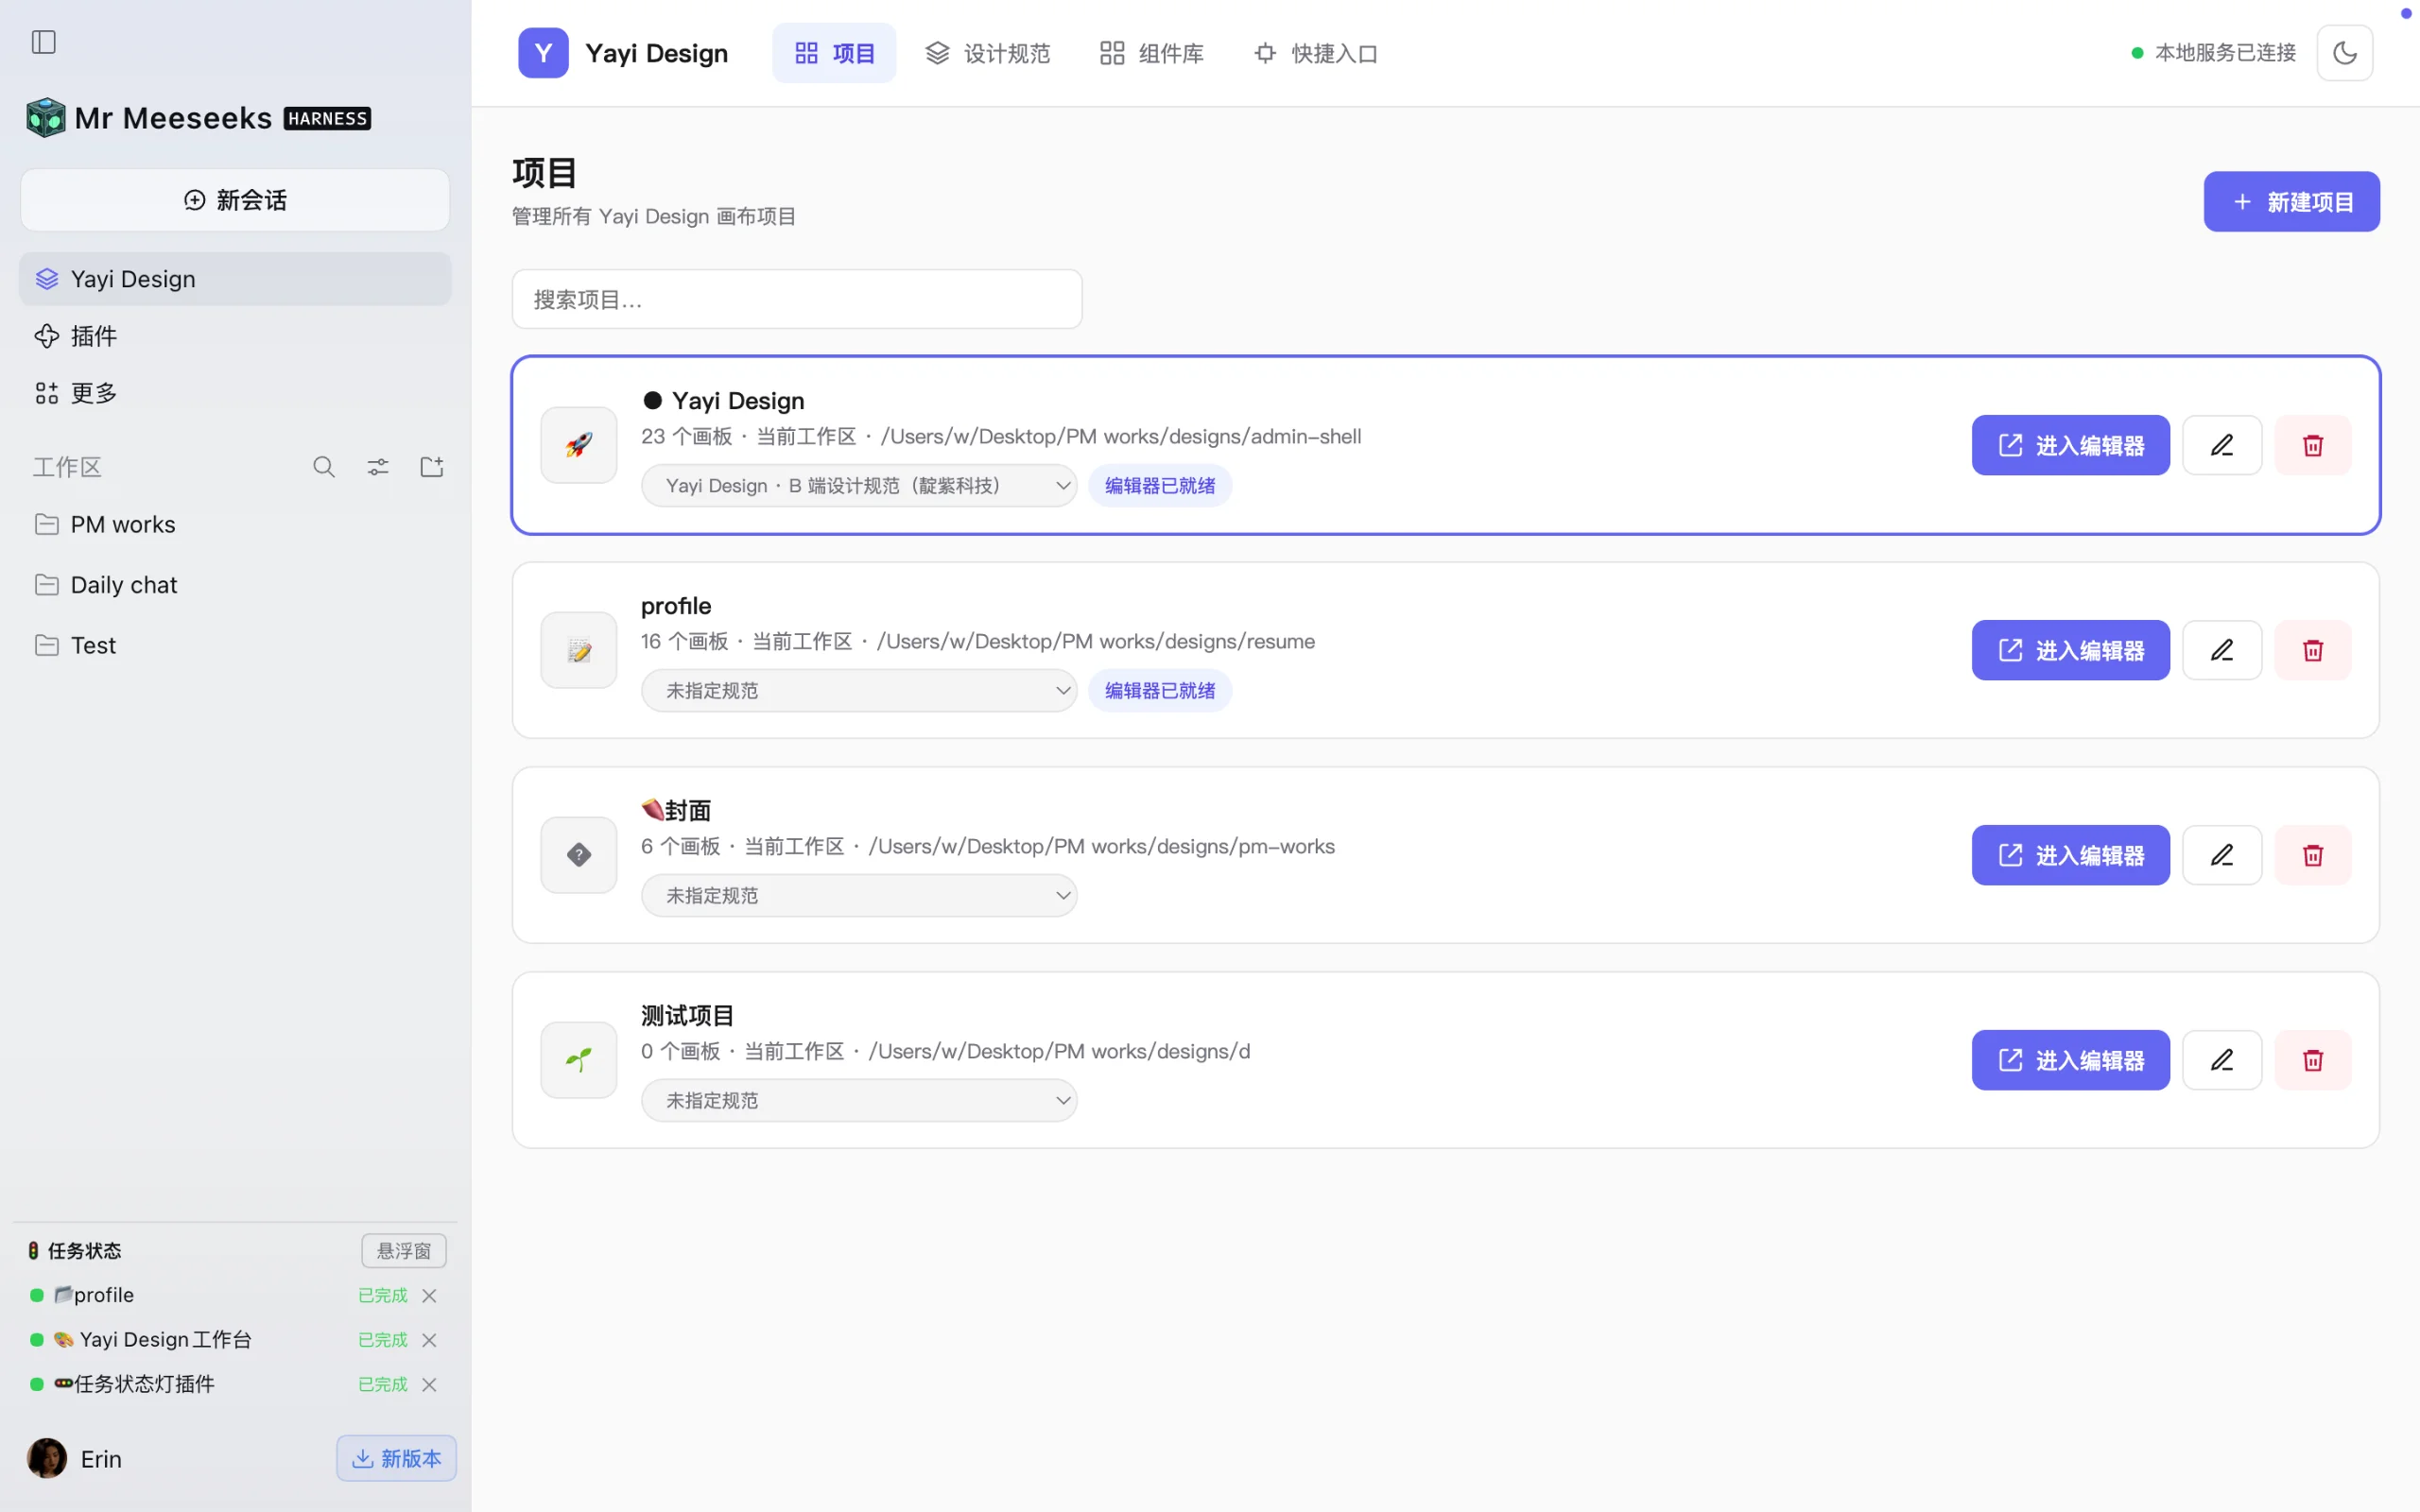 Mr Meeseeks HARNESS
新会话
Yayi Design
插件
更多
工作区
PM works
Daily chat
Test
任务状态 悬浮窗
profile 已完成
Yayi Design工作台 已完成
任务状态灯插件 已完成
Erin 新版本
Y Yayi Design 项目 设计规范 组件库 快捷入口 本地服务已连接
项目
管理所有 Yayi Design 画布项目
新建项目
搜索项目...
Yayi Design
23 个画板 · 当前工作区 · /Users/w/Desktop/PM works/designs/admin-shell
Yayi Design · B 端设计规范（靛紫科技） 编辑器已就绪
进入编辑器
profile
16 个画板 · 当前工作区 · /Users/w/Desktop/PM works/designs/resume
未指定规范 编辑器已就绪
进入编辑器
🍠封面
6 个画板 · 当前工作区 · /Users/w/Desktop/PM works/designs/pm-works
未指定规范
进入编辑器
测试项目
0 个画板 · 当前工作区 · /Users/w/Desktop/PM works/designs/d
未指定规范
进入编辑器